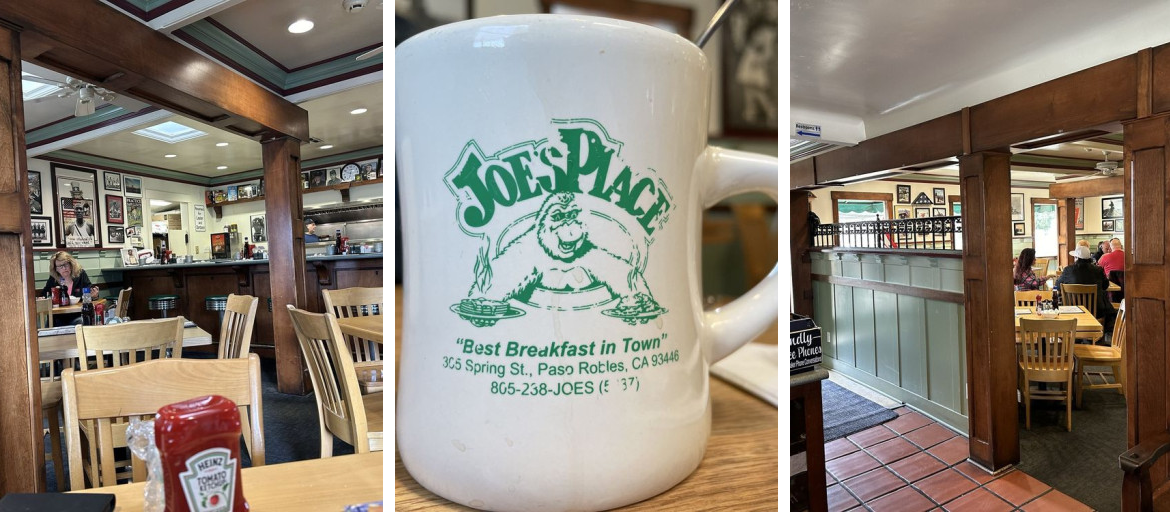 HEINZ
TOMATO
KETCHUP
JOE'S PLACE
"Best Breakfast in Town"
305 Spring St., Paso Robles, CA 93446
805-238-JOES (5637)